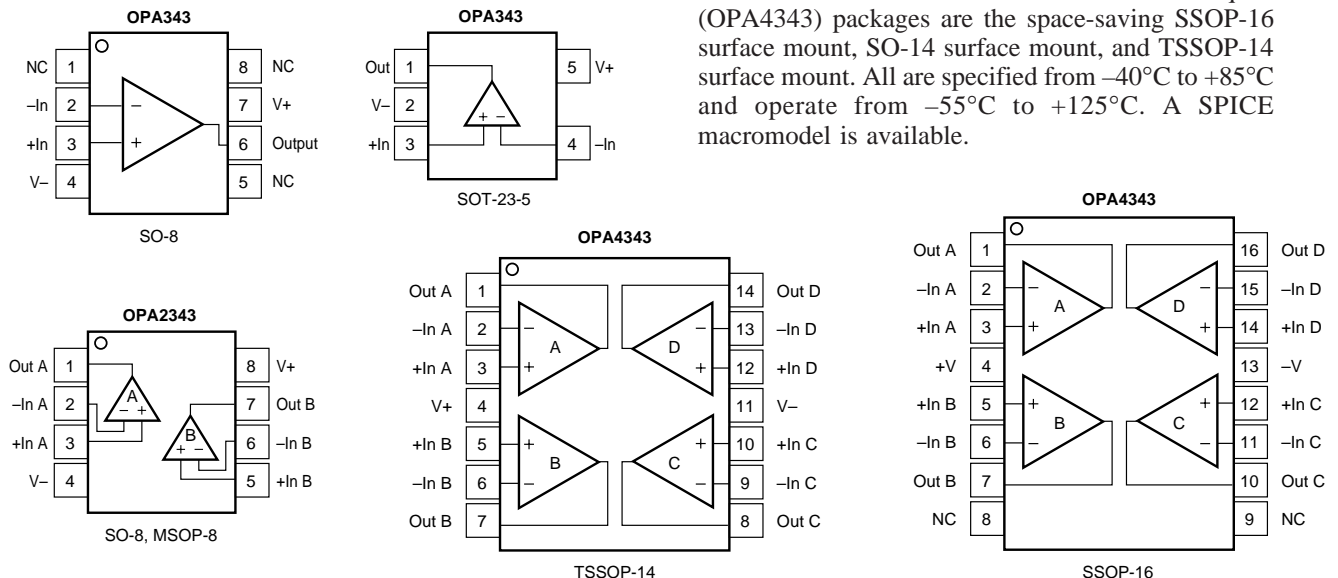 (OPA4343) packages are the space-saving SSOP-16
surface mount, SO-14 surface mount, and TSSOP-14
surface mount. All are specified from –40°C to +85°C
and operate from –55°C to +125°C. A SPICE
macromodel is available.
OPA343
NC 1 8 NC
–In 2 – 7 V+
+In 3 + 6 Output
V– 4 5 NC
SO-8
OPA343
Out 1 5 V+
V– 2
+ –
+In 3 4 –In
SOT-23-5
OPA2343
Out A 1 8 V+
A
–In A 2 – + 7 Out B
B
+In A 3 + – 6 –In B
V– 4 5 +In B
SO-8, MSOP-8
OPA4343
Out A 1 14 Out D
–In A 2 – – 13 –In D
A D
+In A 3 + + 12 +In D
V+ 4 11 V–
+In B 5 + + 10 +In C
B C
–In B 6 – – 9 –In C
Out B 7 8 Out C
TSSOP-14
OPA4343
Out A 1 16 Out D
–In A 2 – – 15 –In D
A D
+In A 3 + + 14 +In D
+V 4 13 –V
+In B 5 + + 12 +In C
B C
–In B 6 – – 11 –In C
Out B 7 10 Out C
NC 8 9 NC
SSOP-16